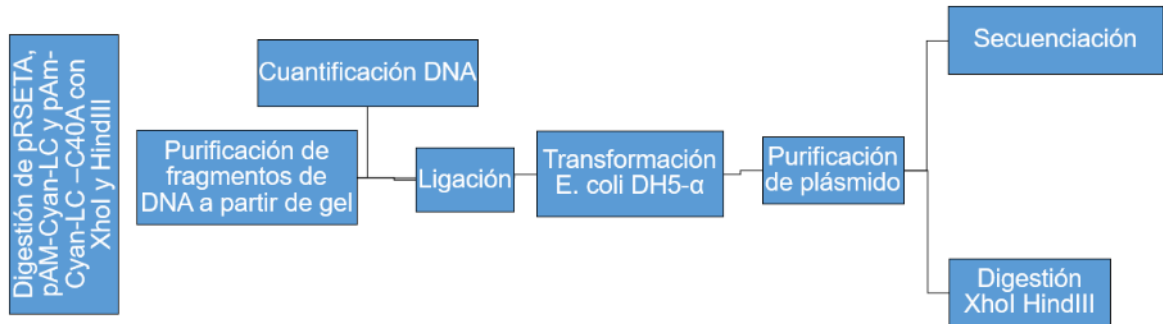 Digestión de pRSETA,
pAM-Cyan-LC y pAm-
Cyan-LC –C40A con
XhoI y HindIII
Cuantificación DNA
Purificación de
fragmentos de
DNA a partir de gel
Ligación
Transformación
E. coli DH5-α
Purificación
de plásmido
Secuenciación
Digestión
XhoI HindIII